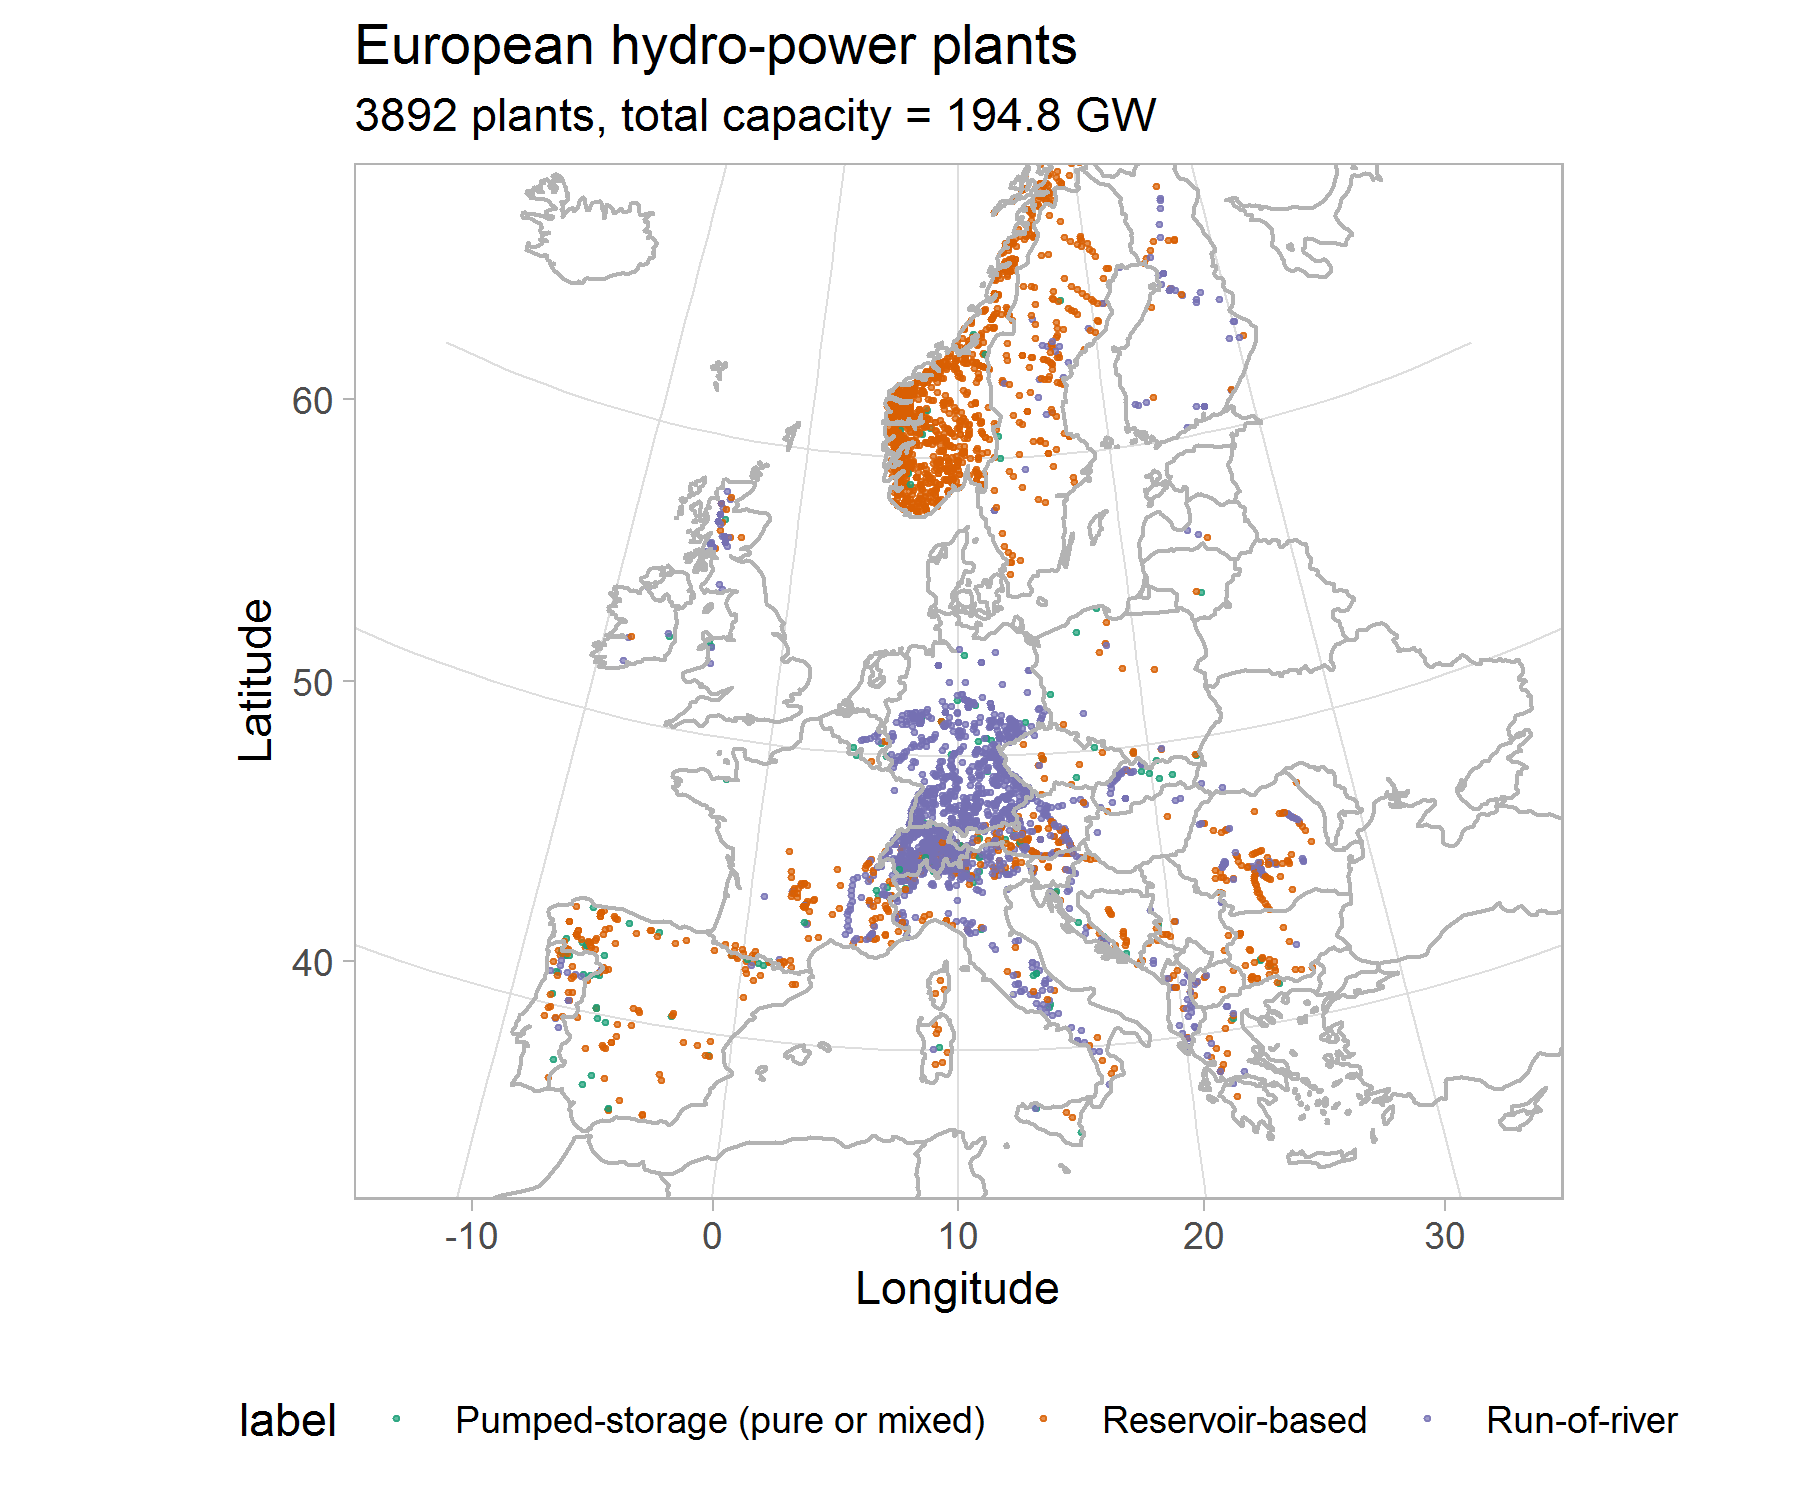 European hydro-power plants
3892 plants, total capacity = 194.8 GW
60
50
40
Latitude
-10 0 10 20 30
Longitude
label Pumped-storage (pure or mixed) Reservoir-based Run-of-river